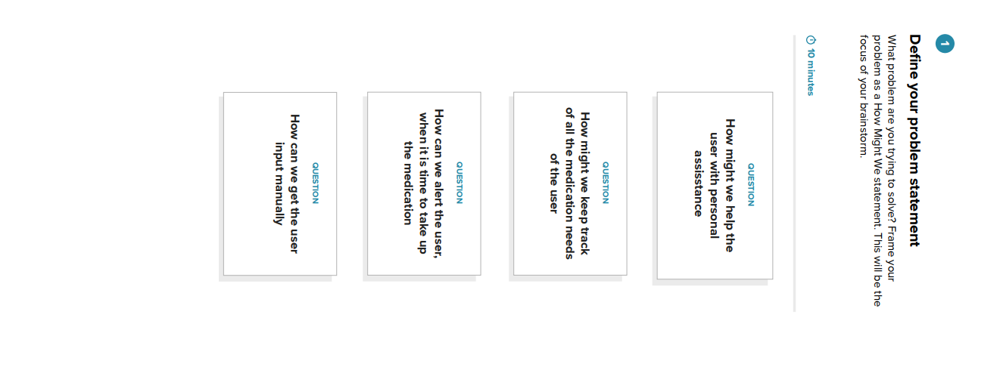 1
Define your problem statement
What problem are you trying to solve? Frame your
problem as a How Might We statement. This will be the
focus of your brainstorm.
10 minutes
QUESTION
How might we help the
user with personal
assisstance
QUESTION
How might we keep track
of all the medication needs
of the user
QUESTION
How can we alert the user,
when it is time to take up
the medication
QUESTION
How can we get the user
input manually